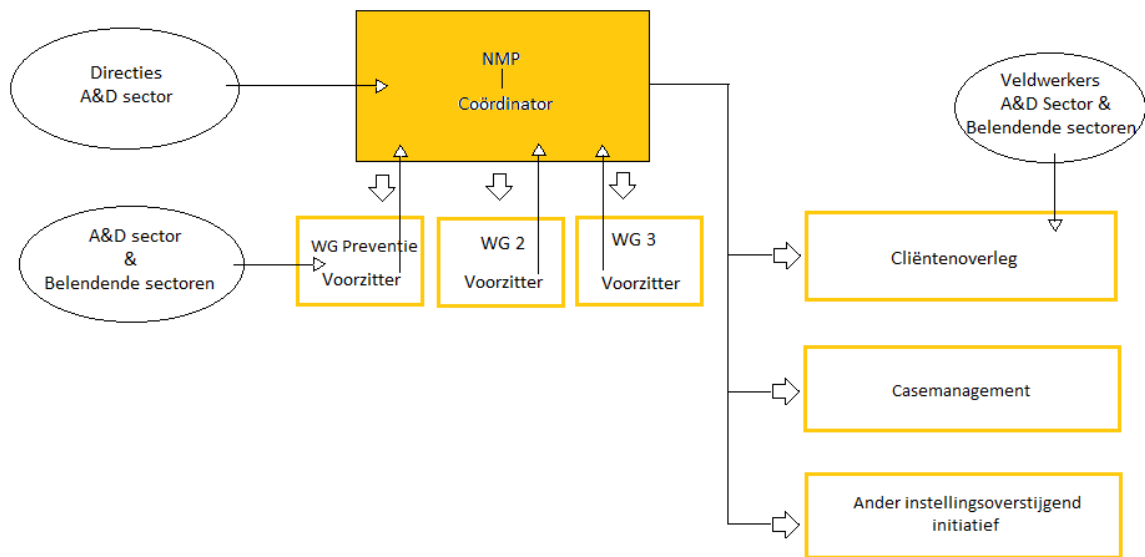 Directies
A&D sector
NMP
Coördinator
Veldwerkers
A&D Sector &
Belendende sectoren
A&D sector
&
Belendende sectoren
WG Preventie
Voorzitter
WG 2
Voorzitter
WG 3
Voorzitter
Cliëntenoverleg
Casemanagement
Ander instellingsoverstijgend
initiatief